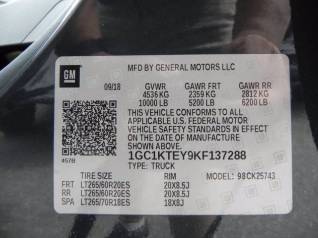 GM
MFD BY GENERAL MOTORS LLC
09/18 GVWR GAWR FRT GAWR RR
4536 KG 2359 KG 2812 KG
10000 LB 5200 LB 6200 LB
THIS VEHICLE CONFORMS TO ALL APPLICABLE
U.S. FEDERAL MOTOR VEHICLE SAFETY
STANDARDS IN EFFECT ON THE DATE OF
MANUFACTURE SHOWN ABOVE.
1GC1KTEY9KF137288
457B TYPE: TRUCK
TIRE SIZE RIM 98CK25743
FRT LT265/60R20ES 20X8.5J
RR LT265/60R20ES 20X8.5J
SPA LT265/70R18ES 18X8J